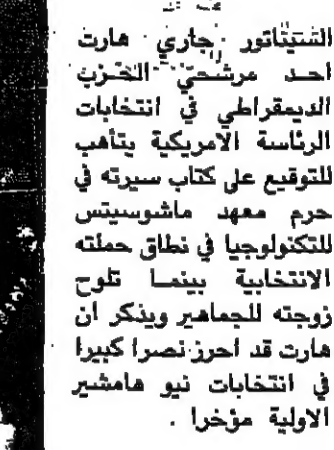 السيناتور جاري هارت
احد مرشحي الحزب
الديمقراطي في انتخابات
الرئاسة الامريكية يتأهب
للتوقيع على كتاب سيرته في
حرم معهد ماشوسيتس
للتكنولوجيا في نطاق حملته
الانتخابية بينما تلوح
زوجته للجماهير ويذكر ان
هارت قد احرز نصرا كبيرا
في انتخابات نيو هامشير
الاولية مؤخرا .